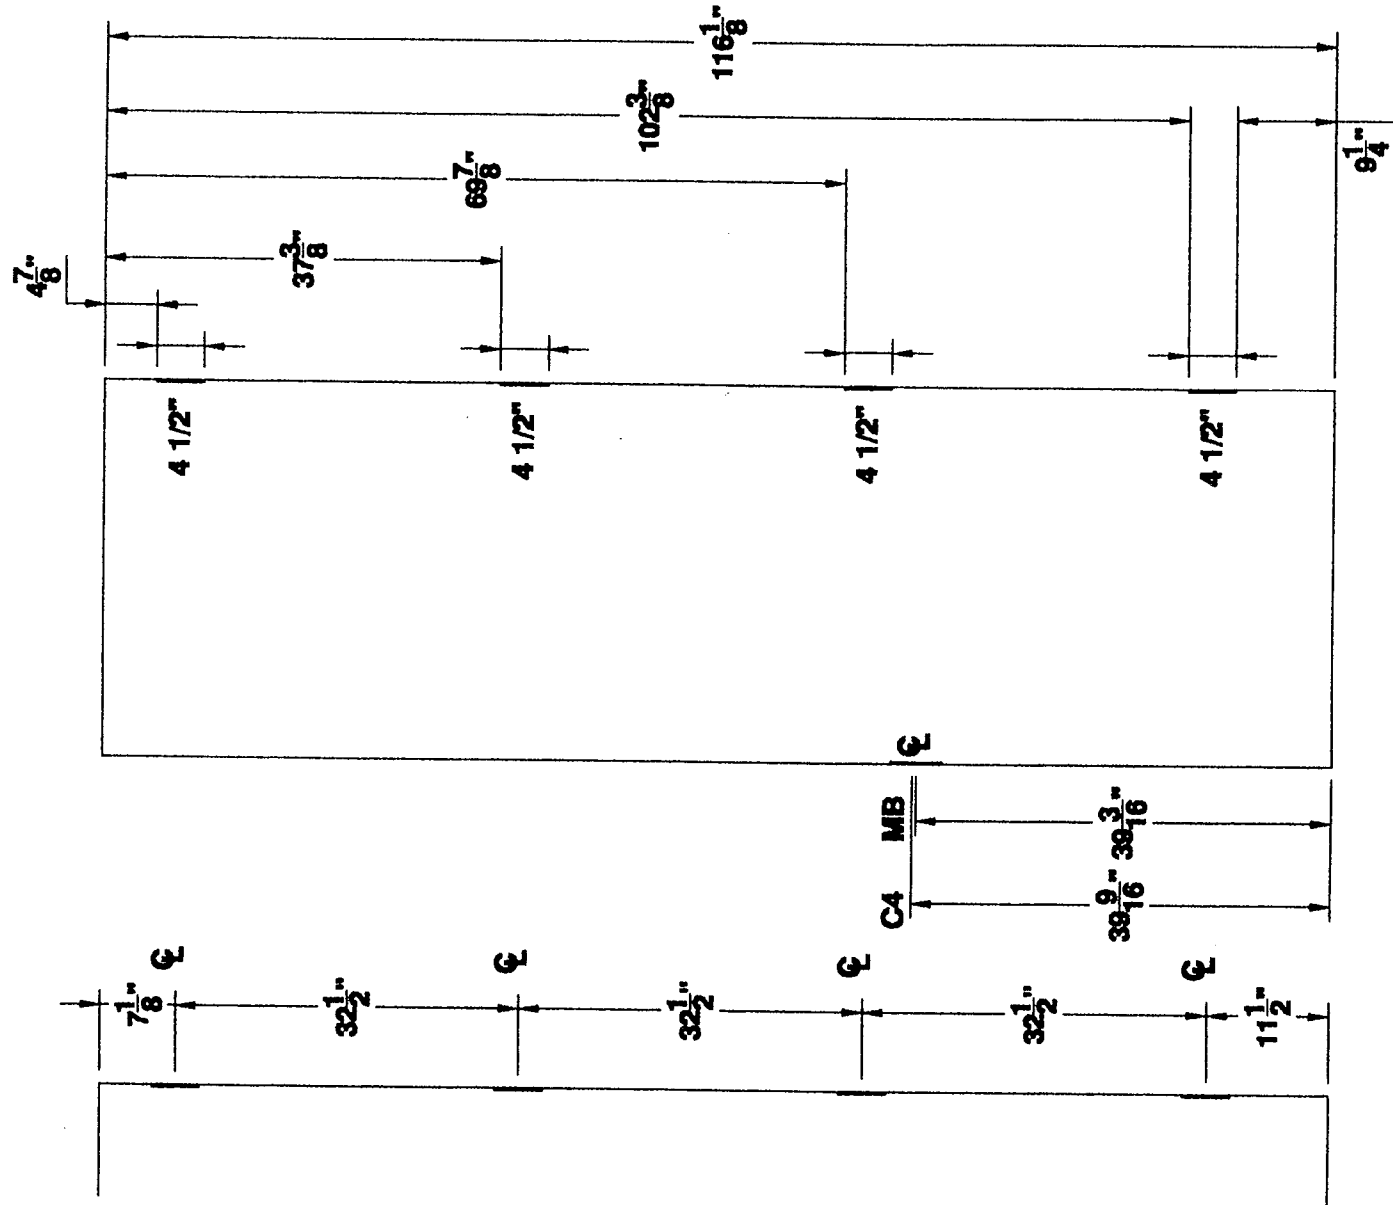 116 1/8"
102 3/8"
69 7/8"
37 3/8"
4 7/8"
9 1/4"
4 1/2"
4 1/2"
4 1/2"
4 1/2"
CL
MB
39 3/16"
C4
39 9/16"
CL
CL
CL
CL
7 1/8"
32 1/2"
32 1/2"
32 1/2"
11 1/2"